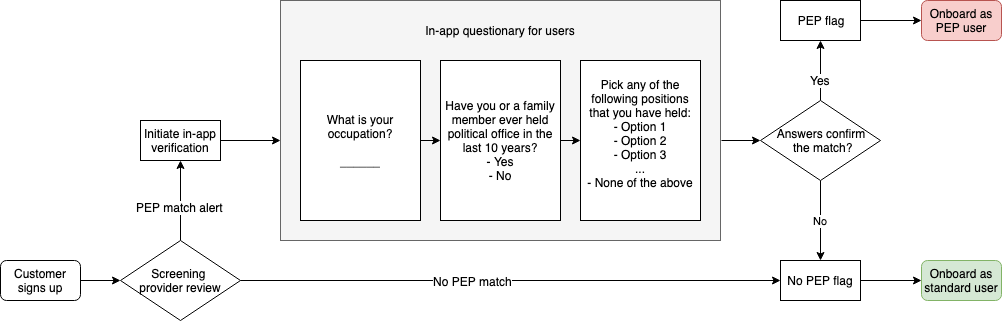 In-app questionary for users
What is your
occupation?
______
Have you or a family
member ever held
political office in the
last 10 years?
- Yes
- No
Pick any of the
following positions
that you have held:
- Option 1
- Option 2
- Option 3
...
- None of the above
PEP flag
Onboard as
PEP user
Yes
Initiate in-app
verification
Answers confirm
the match?
PEP match alert
No
Customer
signs up
Screening
provider review
No PEP match
No PEP flag
Onboard as
standard user